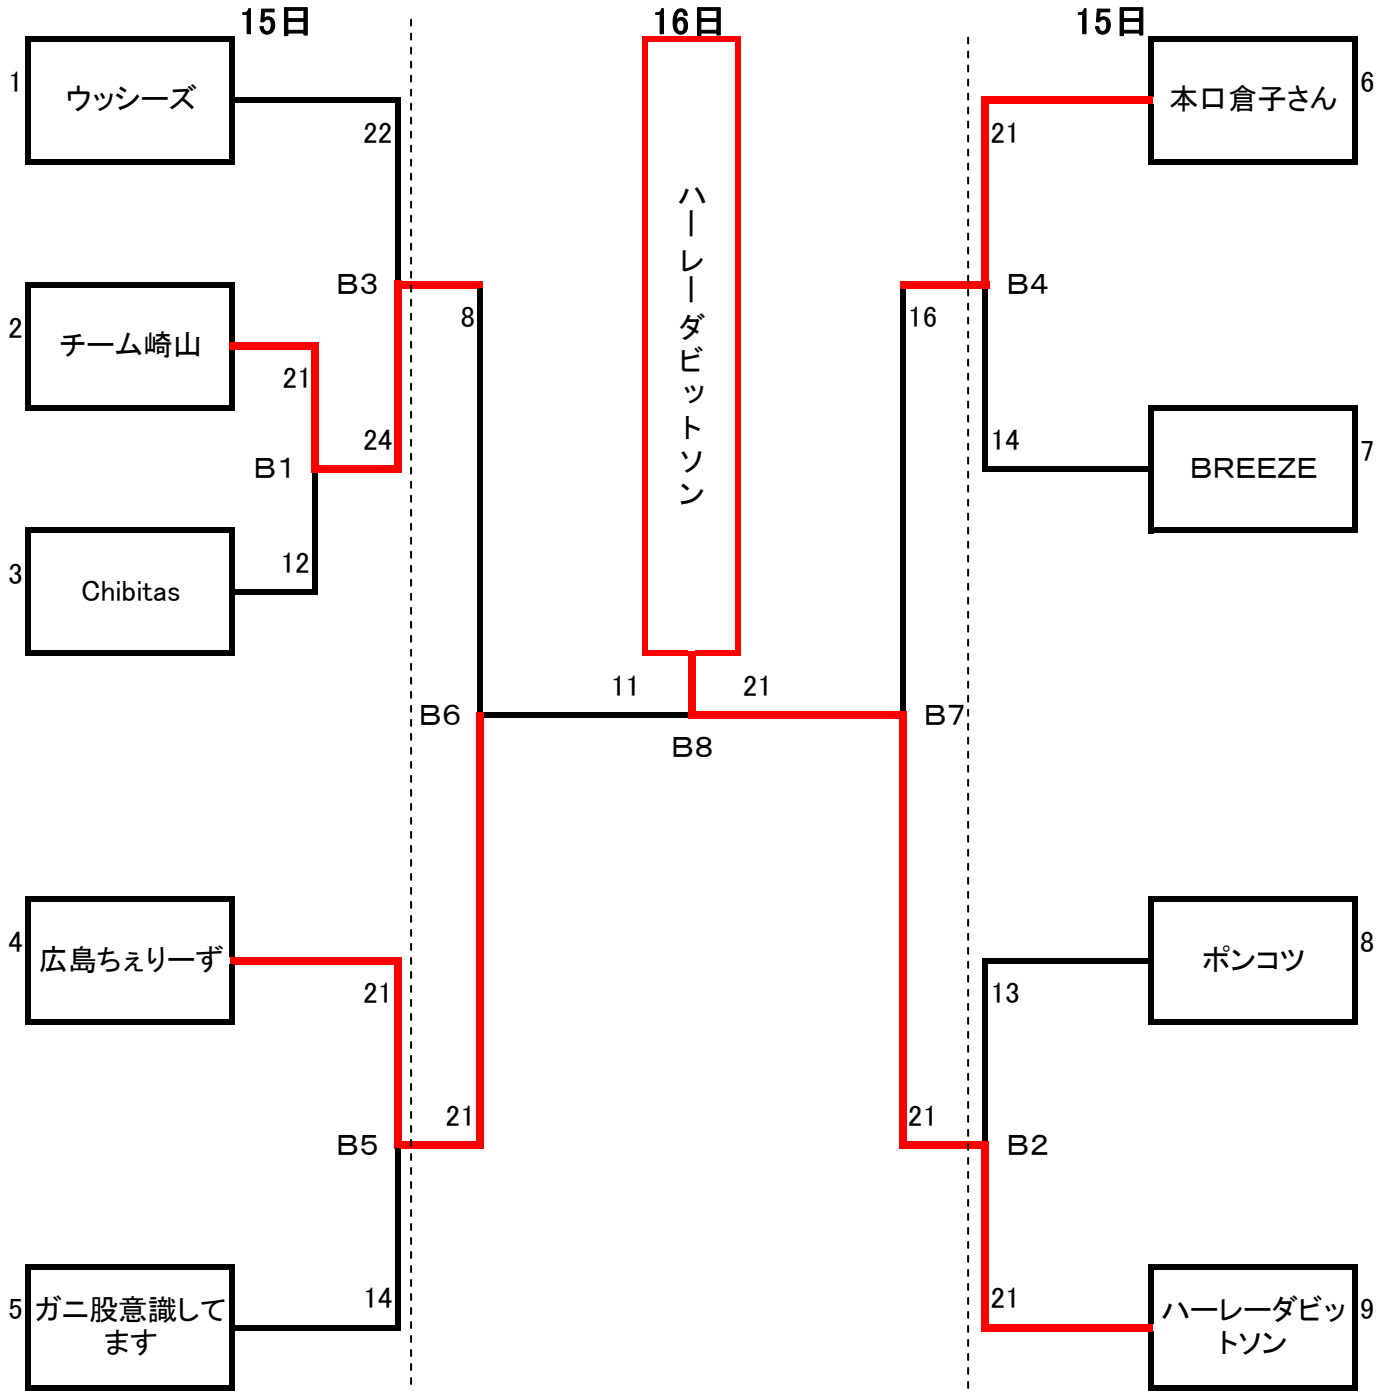 15日
16日
15日
1
ウッシーズ
本口倉子さん
6
22
21
ハーレーダビットソン
B3
B4
2
チーム崎山
8
16
21
24
14
B1
BREEZE
7
3
Chibitas
12
11
21
B6
B7
B8
4
広島ちぇりーず
ポンコツ
8
21
13
21
21
B5
B2
5
ガニ股意識して
ます
14
21
ハーレーダビッ
トソン
9